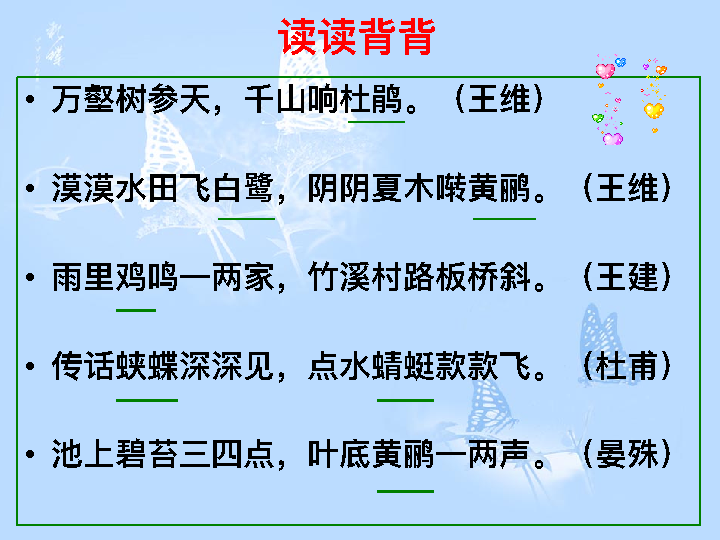 读读背背
• 万壑树参天，千山响杜鹃。（王维）
• 漠漠水田飞白鹭，阴阴夏木啭黄鹂。（王维）
• 雨里鸡鸣一两家，竹溪村路板桥斜。（王建）
• 传话蛱蝶深深见，点水蜻蜓款款飞。（杜甫）
• 池上碧苔三四点，叶底黄鹂一两声。（晏殊）